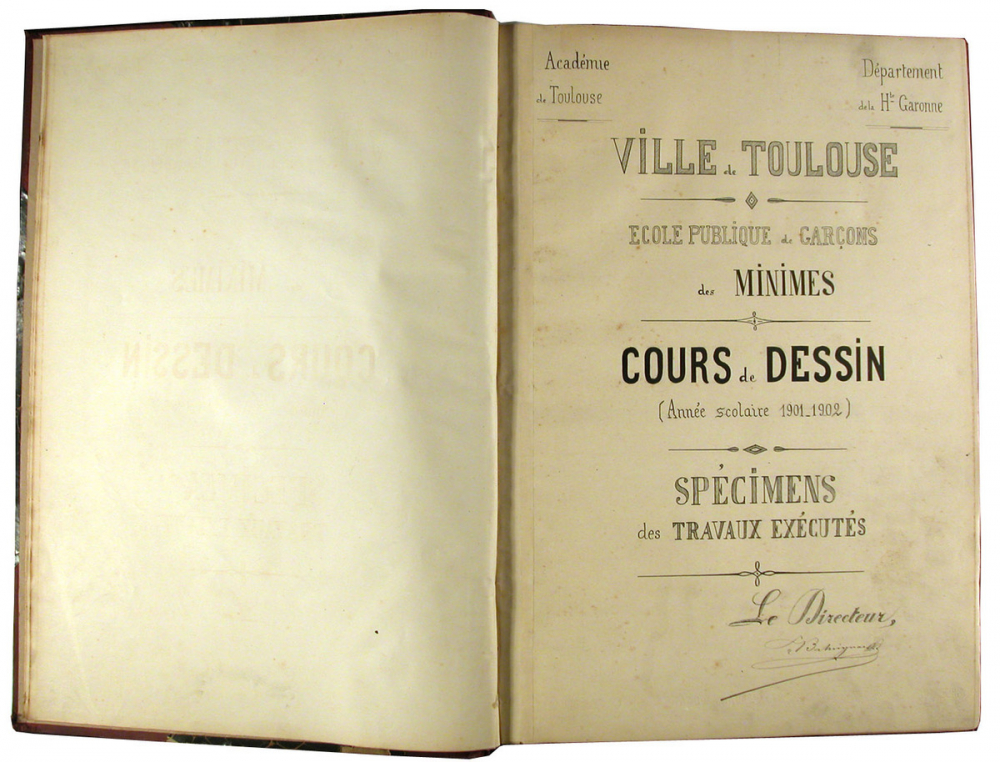 Académie
de Toulouse
Département
de la Hte Garonne
VILLE de TOULOUSE
ECOLE PUBLIQUE de GARÇONS
des MINIMES
COURS de DESSIN
(Année scolaire 1901-1902)
SPÉCIMENS
des TRAVAUX EXÉCUTÉS
Le Directeur,